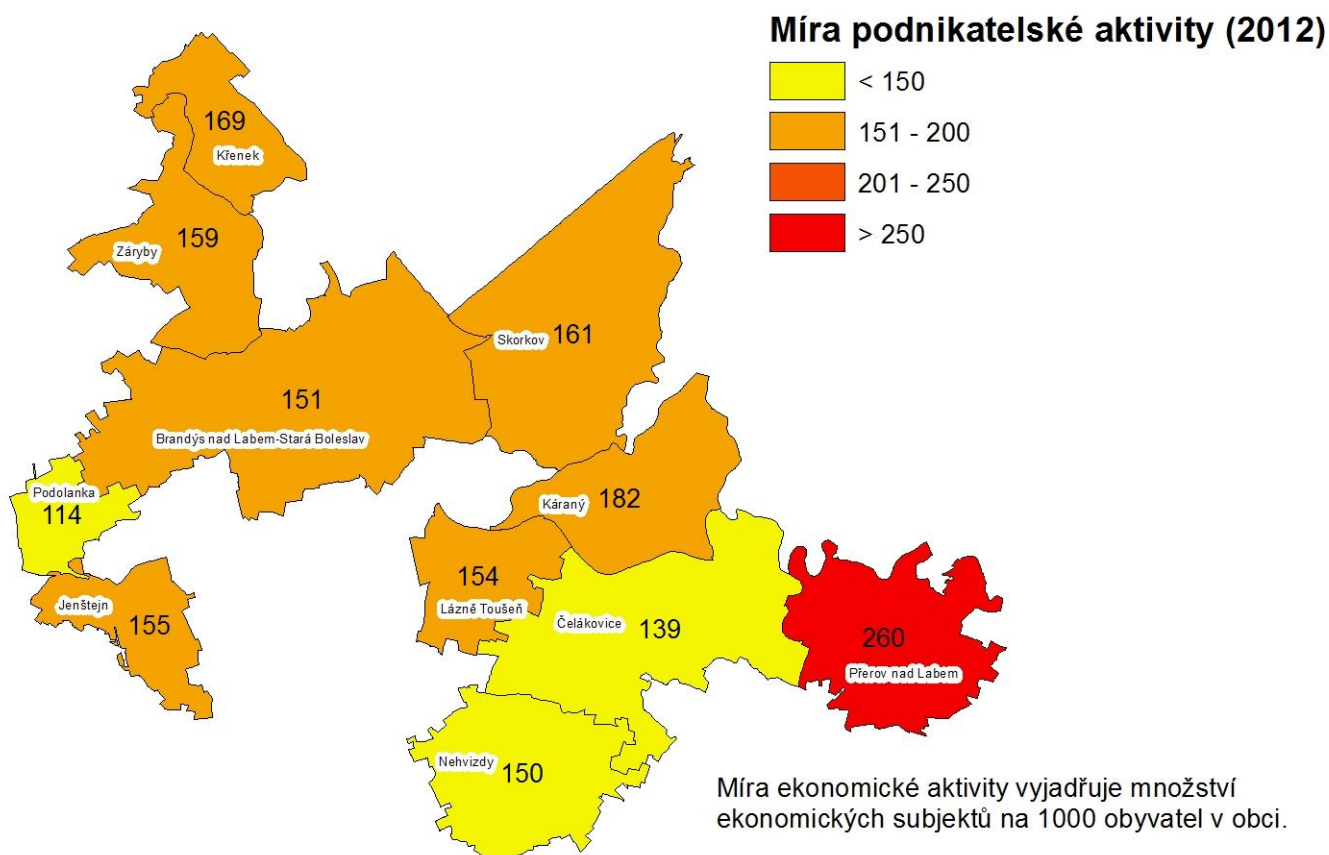 Míra podnikatelské aktivity (2012)
< 150
151 - 200
201 - 250
> 250
169
Křenek
159
Záryby
161
Skorkov
151
Brandýs nad Labem-Stará Boleslav
Podolanka
114
182
Káraný
154
Lázně Toušeň
Jenštejn
155
Čelákovice
139
260
Přerov nad Labem
Nehvizdy
150
Míra ekonomické aktivity vyjadřuje množství
ekonomických subjektů na 1000 obyvatel v obci.